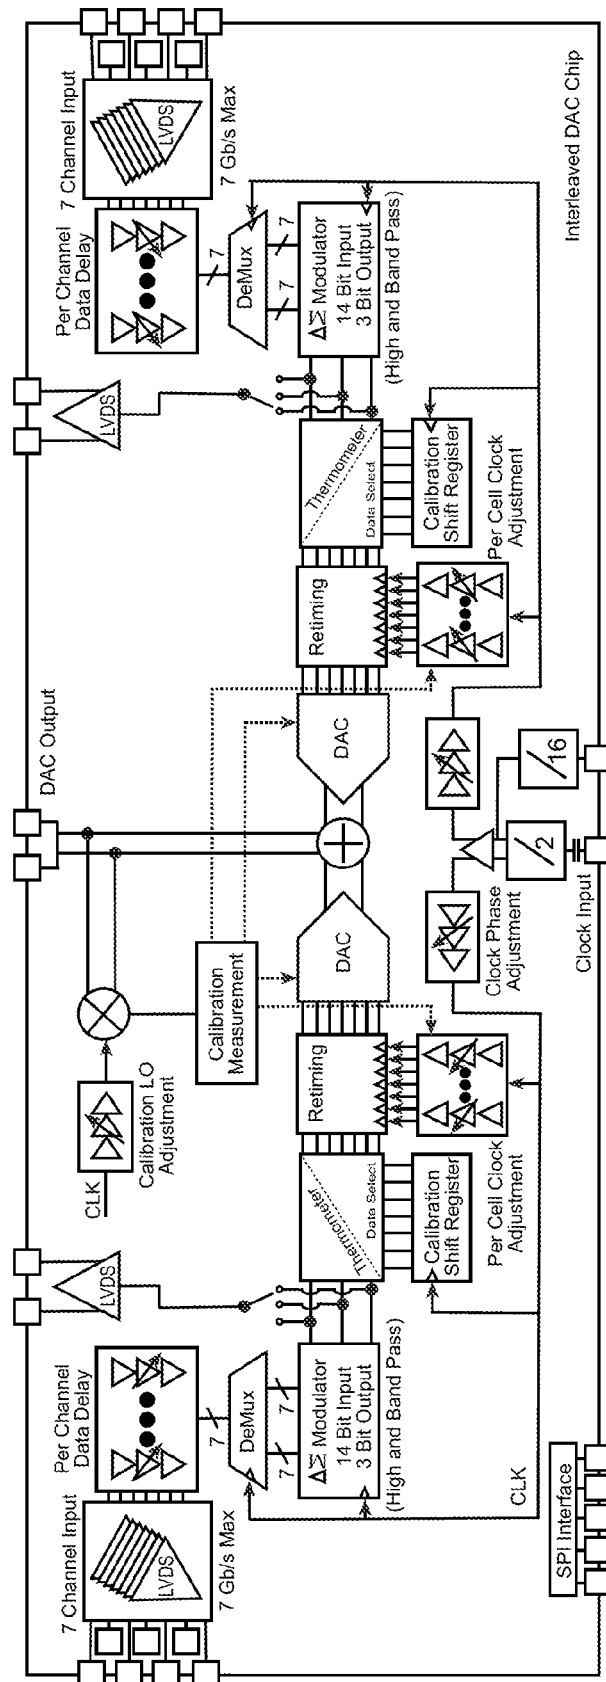 7 Channel Input
LVDS
7 Gb/s Max
Per Channel
Data Delay
7
DeMux
7
7
ΔΣ Modulator
14 Bit Input
3 Bit Output
(High and Band Pass)
LVDS
Thermometer
Data Select
Calibration
Shift Register
CLK
Calibration LO
Adjustment
Retiming
Per Cell Clock
Adjustment
Calibration
Measurement
DAC
DAC Output
Clock Phase
Adjustment
/2
/16
Clock Input
DAC
Retiming
Per Cell Clock
Adjustment
Thermometer
Data Select
Calibration
Shift Register
LVDS
ΔΣ Modulator
14 Bit Input
3 Bit Output
(High and Band Pass)
7
7
DeMux
7
Per Channel
Data Delay
7 Channel Input
LVDS
7 Gb/s Max
SPI Interface
CLK
Interleaved DAC Chip